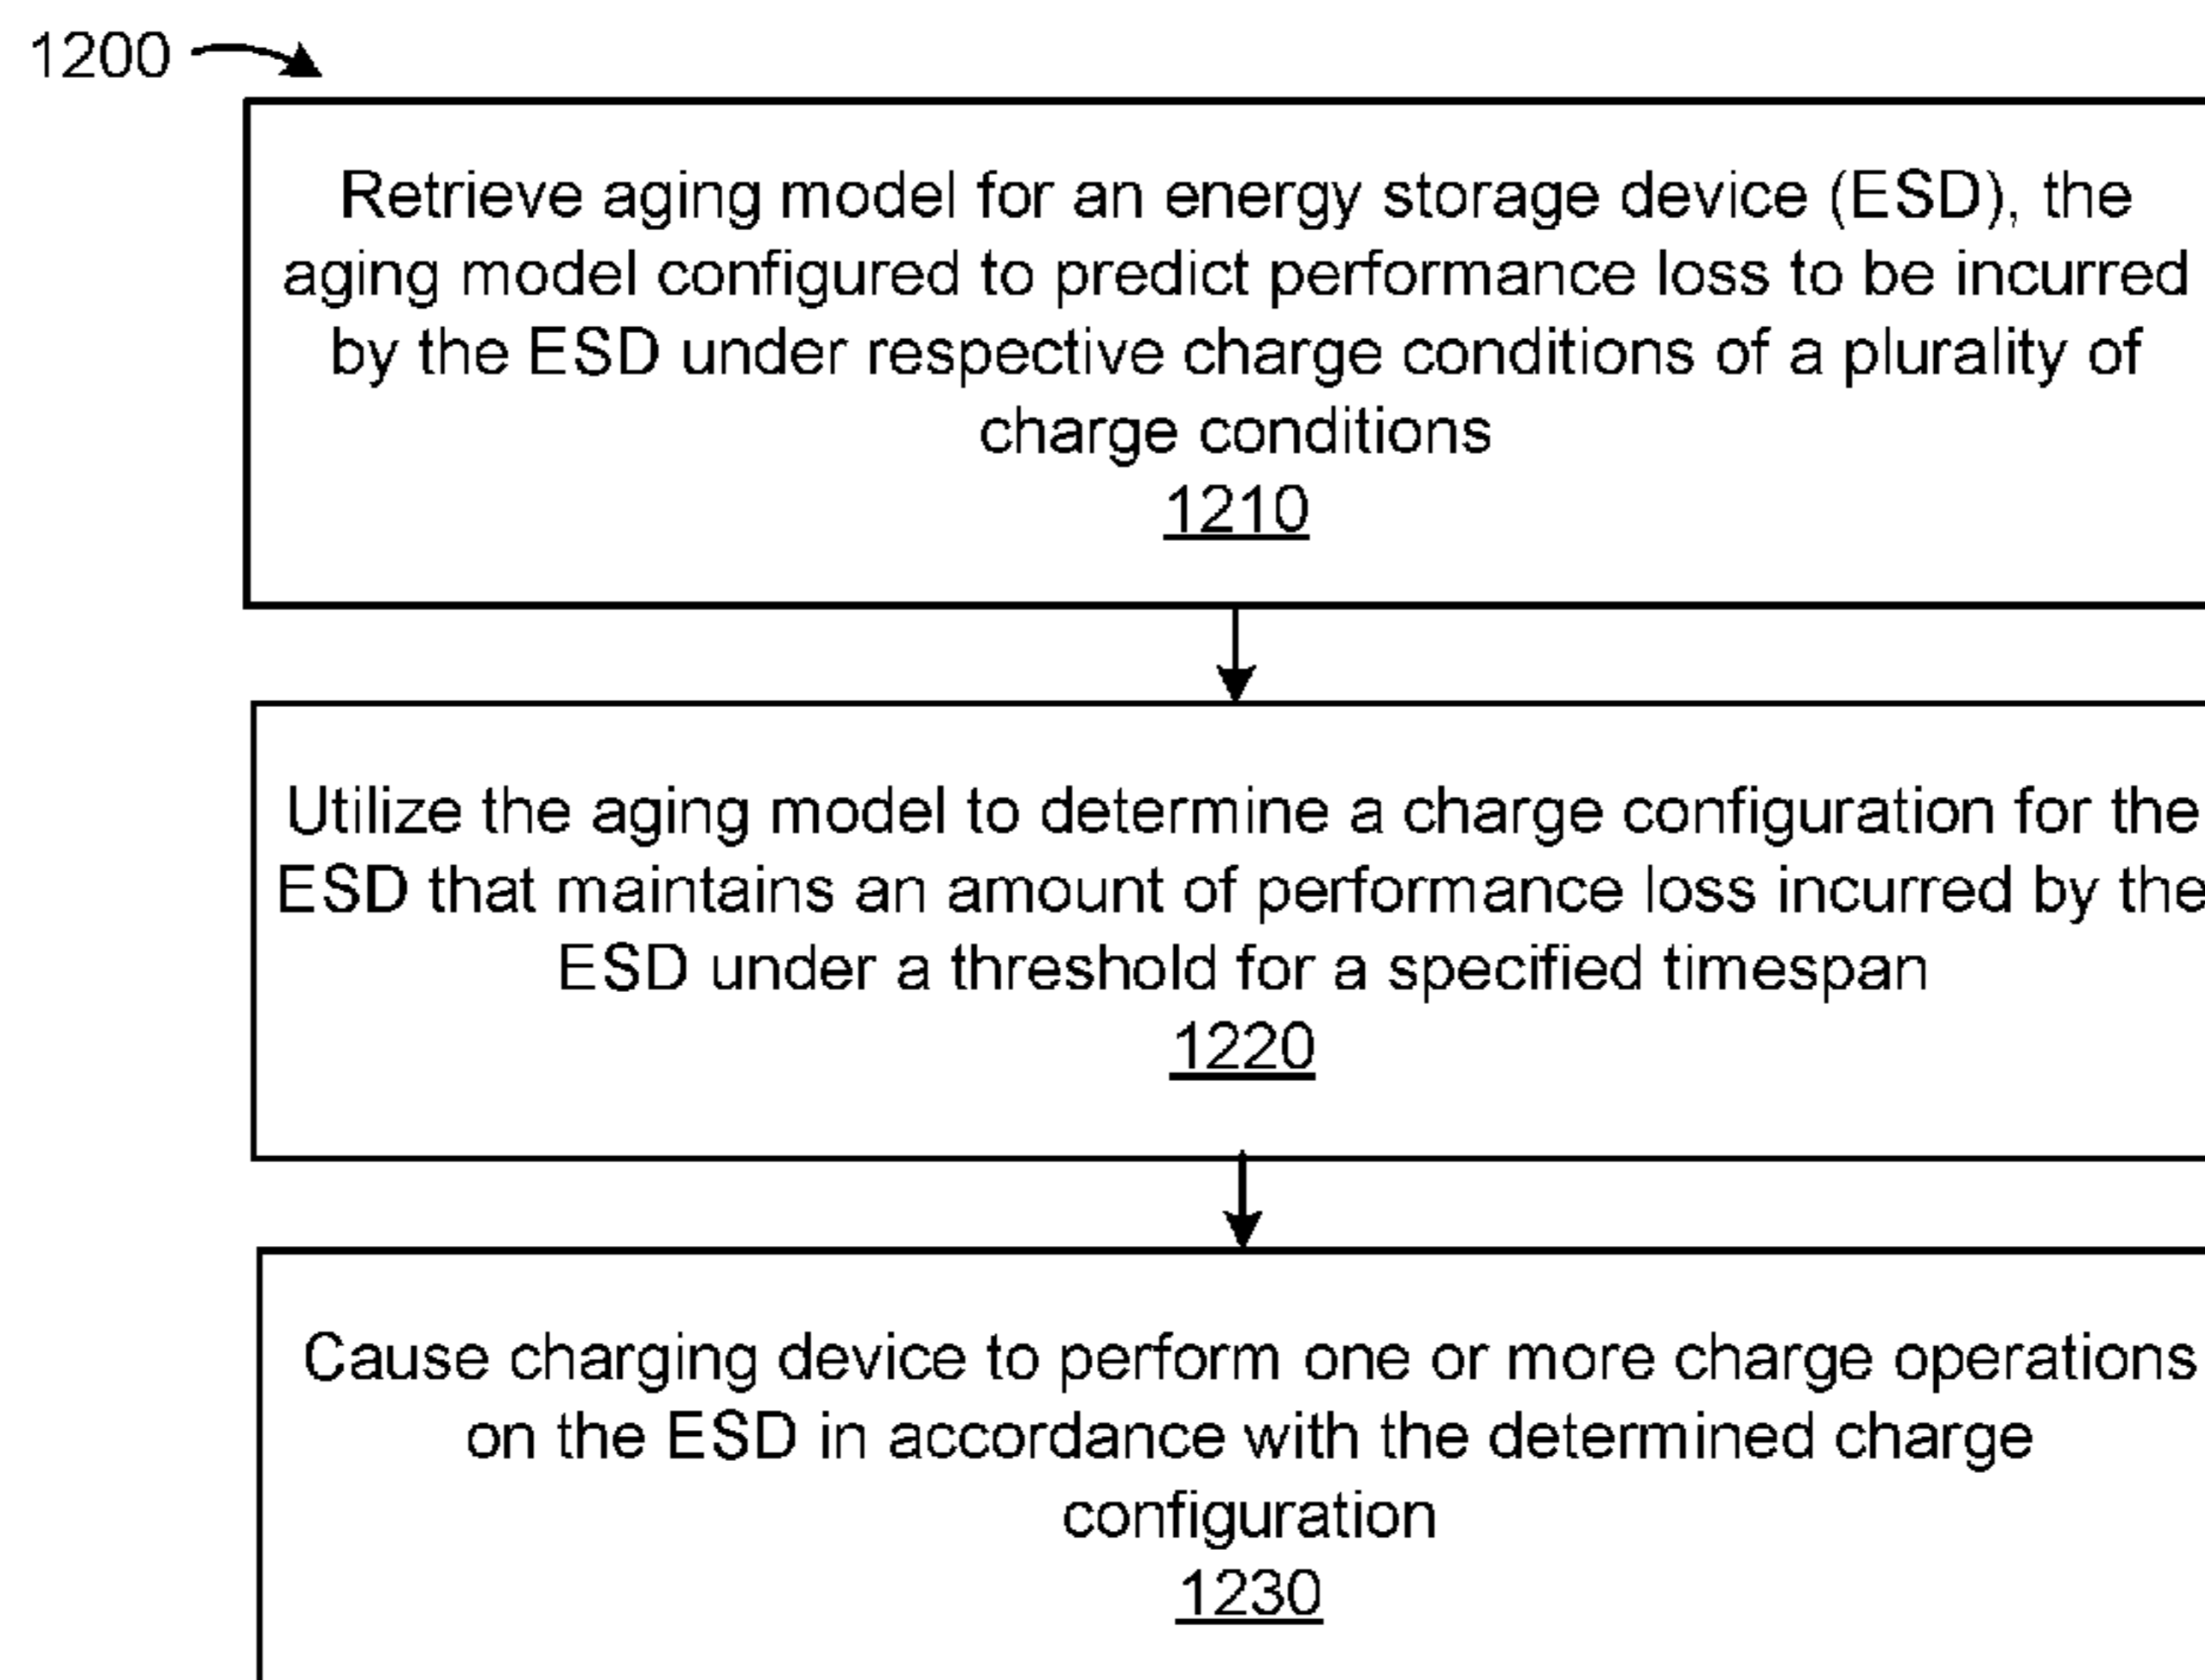 1200
Retrieve aging model for an energy storage device (ESD), the
aging model configured to predict performance loss to be incurred
by the ESD under respective charge conditions of a plurality of
charge conditions
1210
Utilize the aging model to determine a charge configuration for the
ESD that maintains an amount of performance loss incurred by the
ESD under a threshold for a specified timespan
1220
Cause charging device to perform one or more charge operations
on the ESD in accordance with the determined charge
configuration
1230